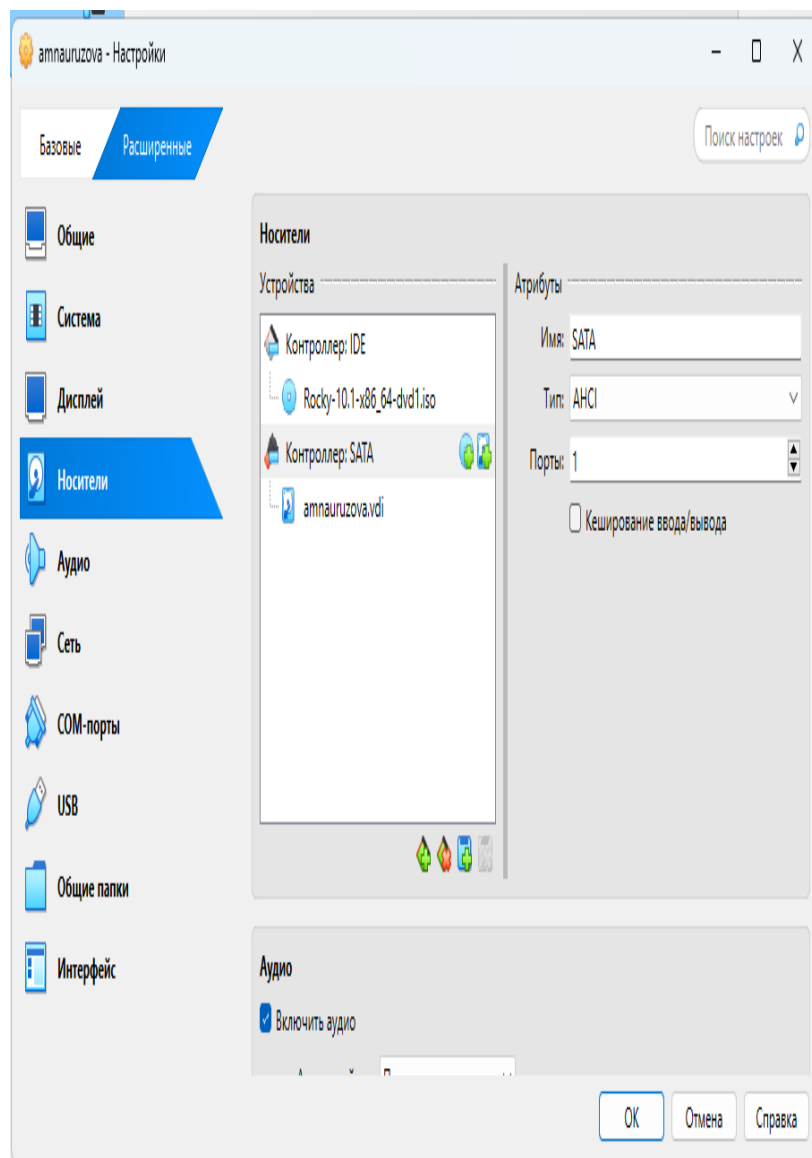 amnauruzova - Настройки
Базовые
Расширенные
Поиск настроек
Общие
Система
Дисплей
Носители
Аудио
Сеть
COM-порты
USB
Общие папки
Интерфейс
Носители
Устройства
Контроллер: IDE
Rocky-10.1-x86_64-dvd1.iso
Контроллер: SATA
amnauruzova.vdi
Атрибуты
Имя: SATA
Тип: AHCI
Порты: 1
Кеширование ввода/вывода
Аудио
Включить аудио
OK
Отмена
Справка